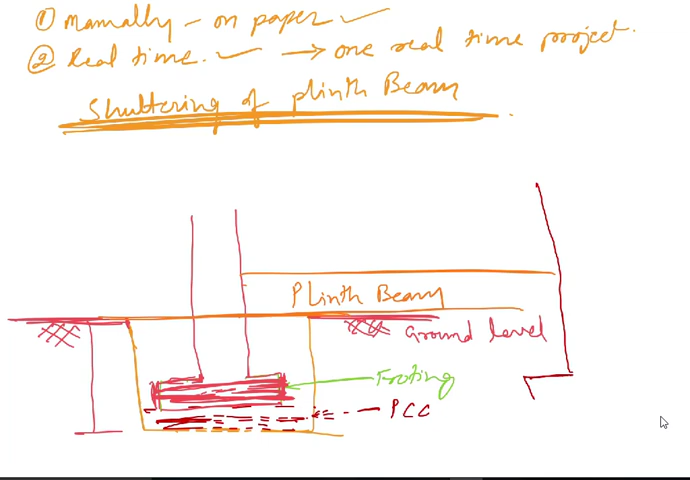 ① Manually - on paper ✓
② Real time. ✓ → one real time project.
Shuttering of plinth Beam
Plinth Beam
Ground level
Footing
PCC